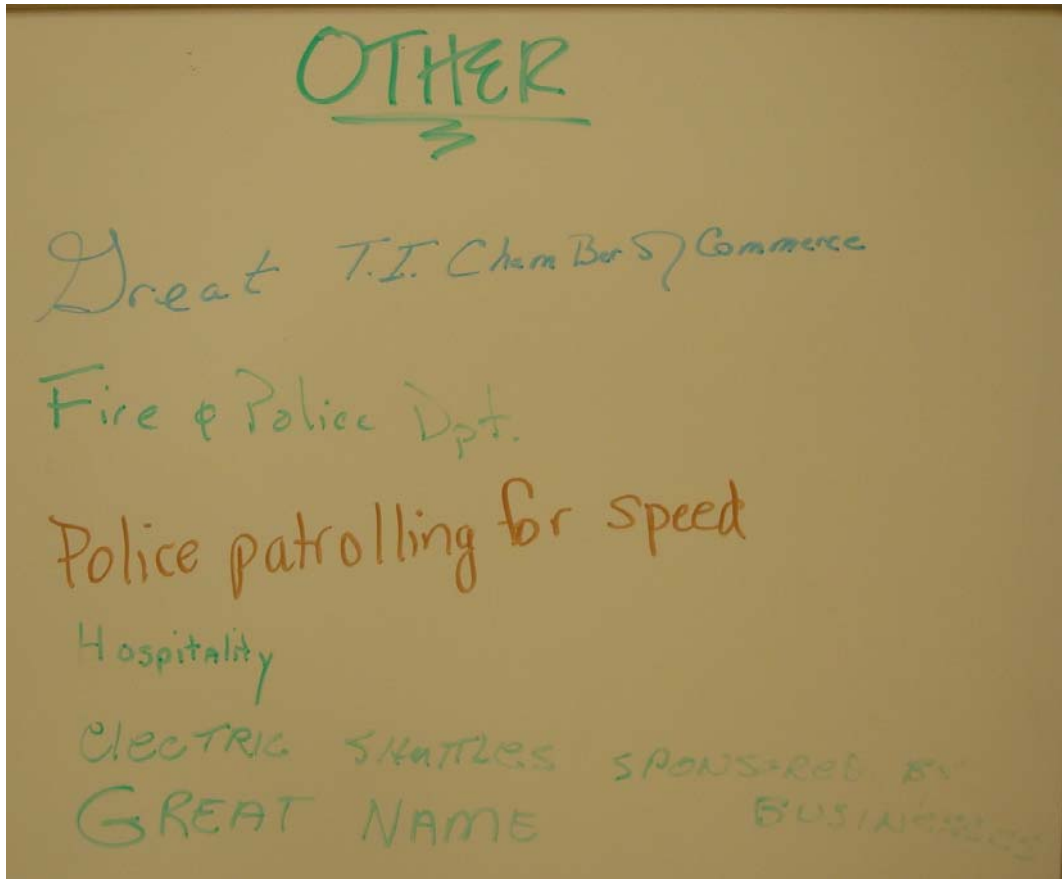 OTHER
Great T.I. Chamber of Commerce
Fire & Police Dpt.
Police patrolling for speed
Hospitality
Electric SHuttles SPONSORED BY
BUSINESSES
GREAT NAME